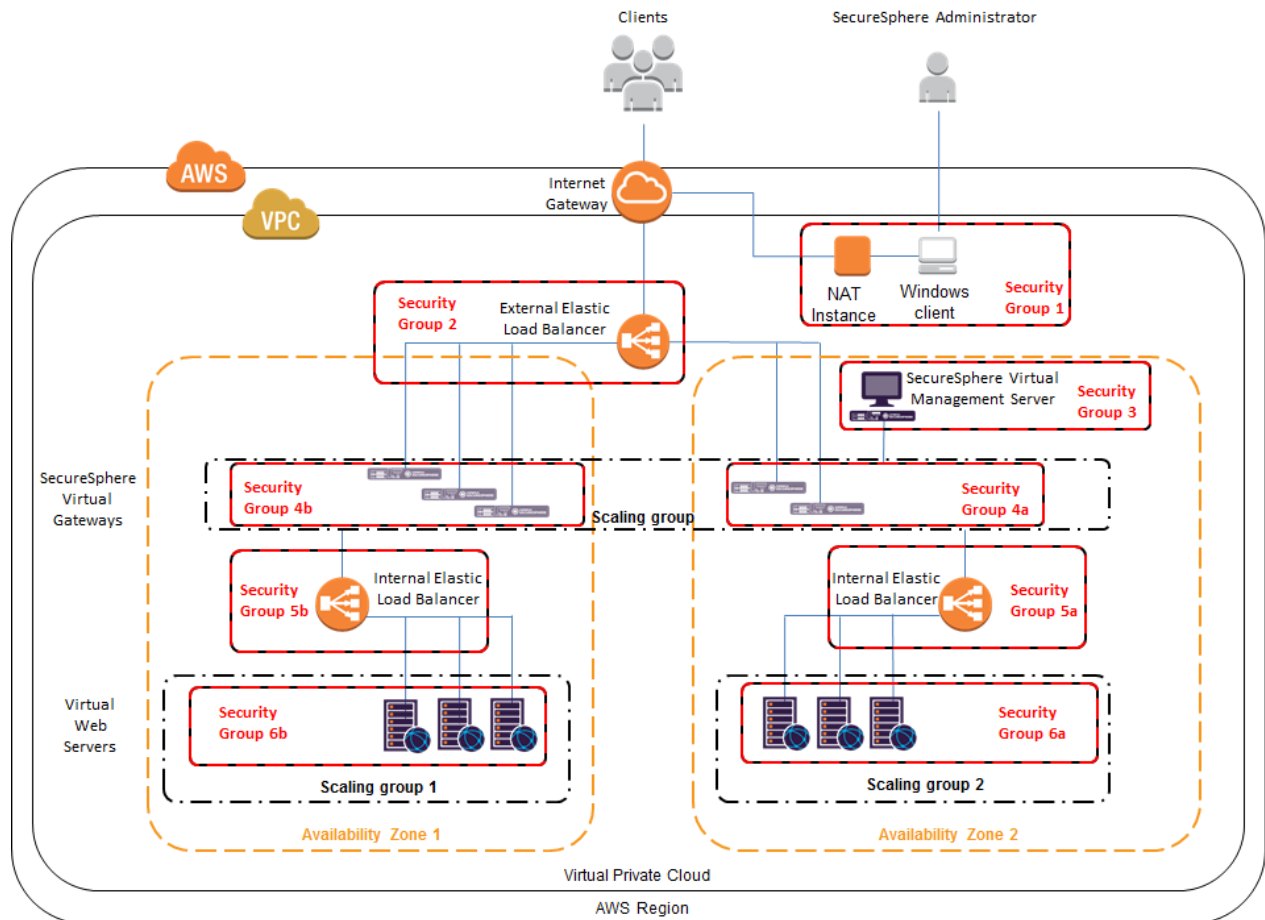 Clients
SecureSphere Administrator
AWS
Internet
Gateway
VPC
NAT
Instance
Windows
client
Security
Group 1
Security
Group 2
External Elastic
Load Balancer
SecureSphere Virtual
Management Server
Security
Group 3
SecureSphere
Virtual
Gateways
Security
Group 4b
Scaling group
Security
Group 4a
Security
Group 5b
Internal Elastic
Load Balancer
Internal Elastic
Load Balancer
Security
Group 5a
Virtual
Web
Servers
Security
Group 6b
Security
Group 6a
Scaling group 1
Scaling group 2
Availability Zone 1
Availability Zone 2
Virtual Private Cloud
AWS Region